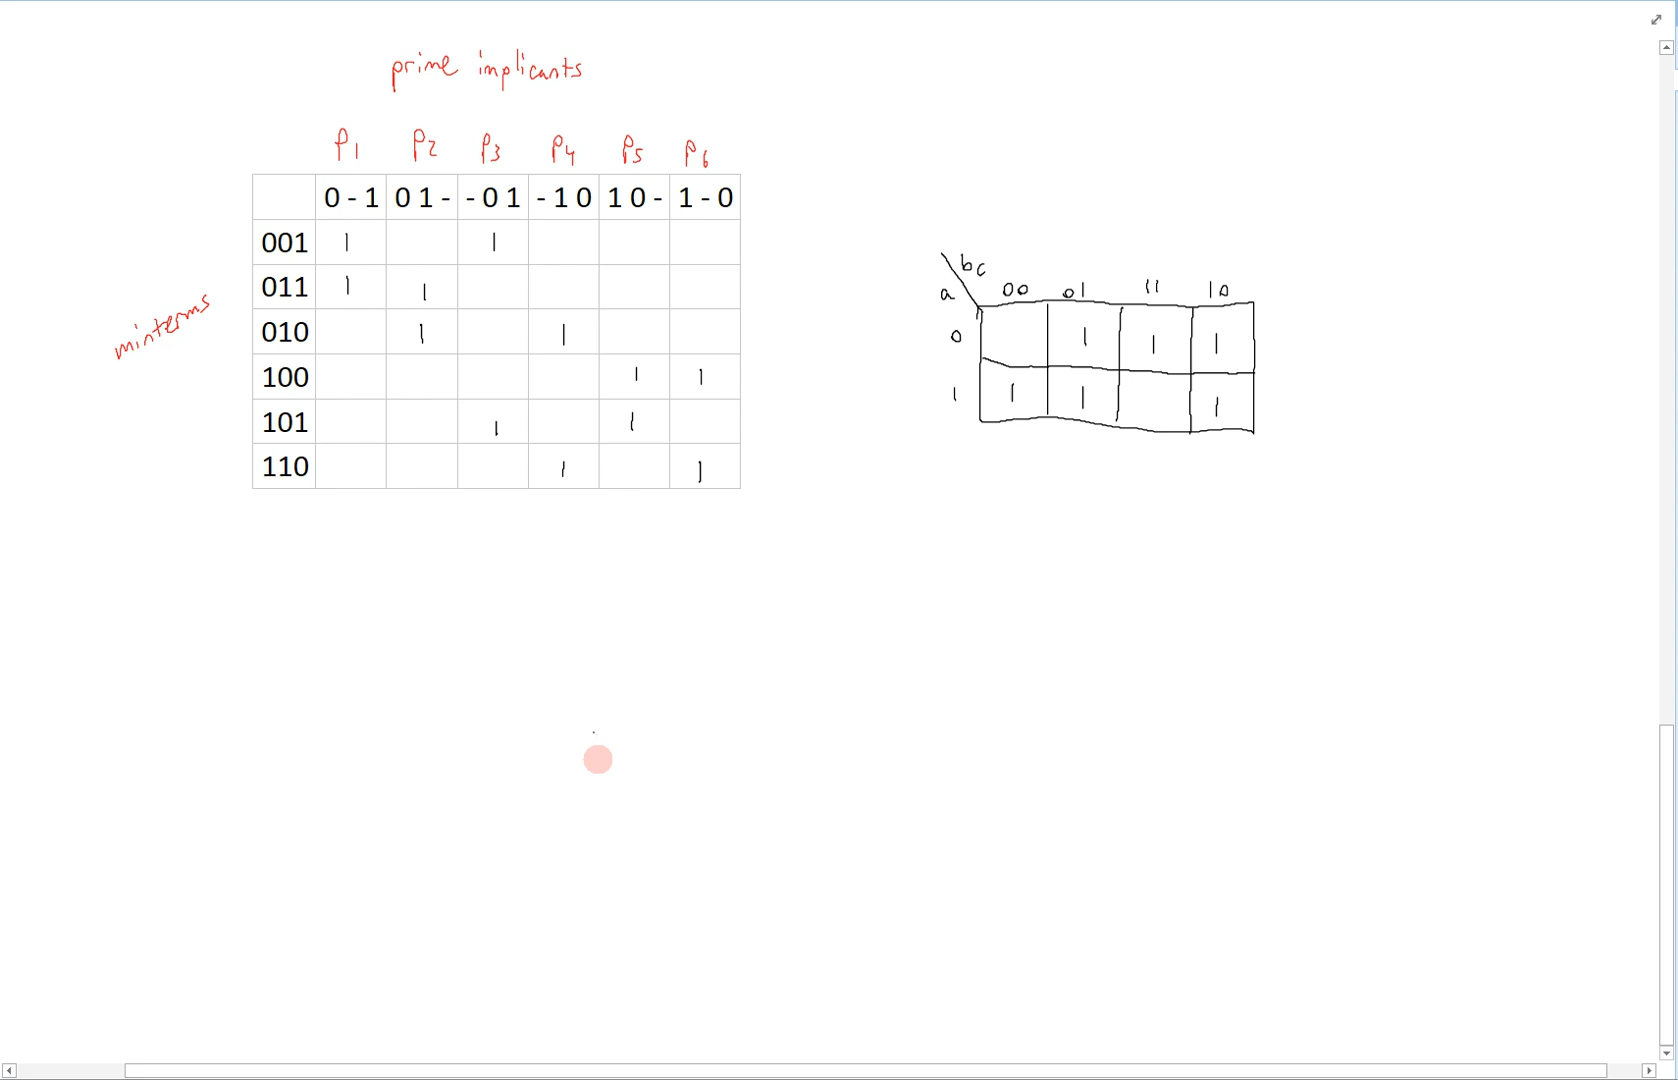 prime implicants
P1 P2 P3 P4 P5 P6
0-1 01- -01 -10 10- 1-0
001 1 1
011 1 1
010 1 1
100 1 1
101 1 1
110 1 1
minterms
bc
a 00 01 11 10
0 1 1 1
1 1 1 1